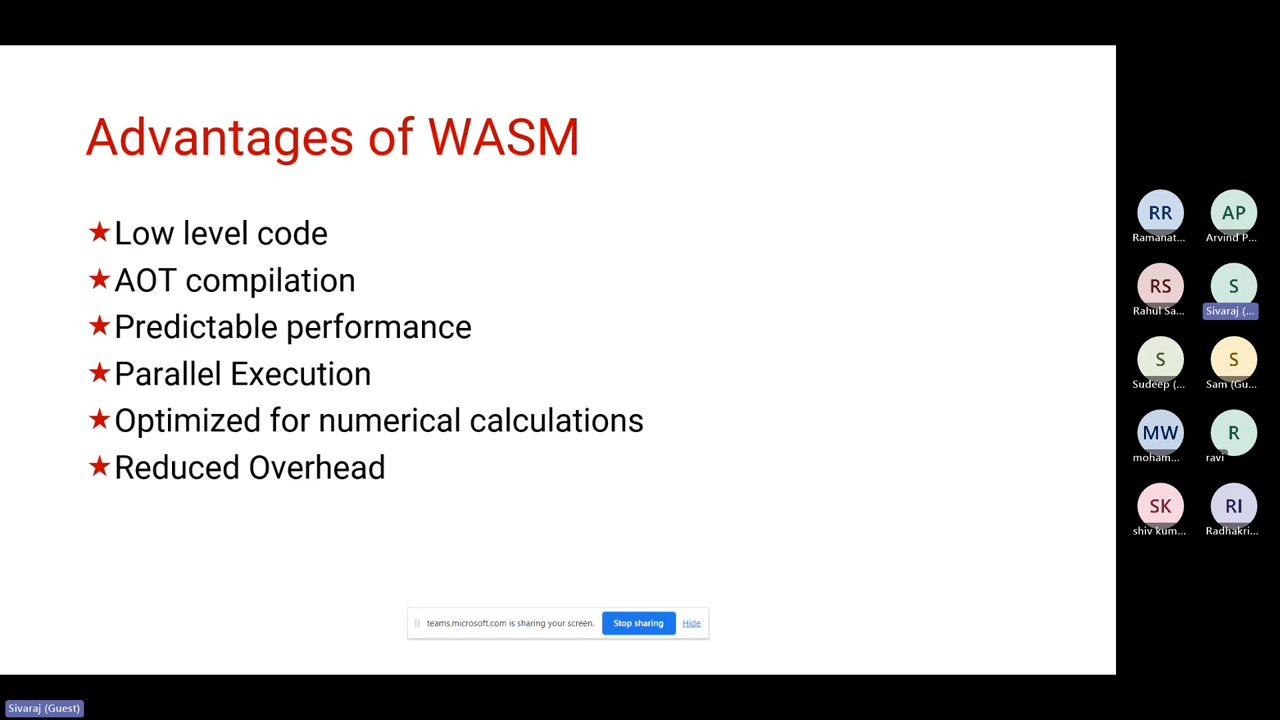 Advantages of WASM
★Low level code
★AOT compilation
★Predictable performance
★Parallel Execution
★Optimized for numerical calculations
★Reduced Overhead
teams.microsoft.com is sharing your screen. Stop sharing Hide
RR AP
Ramanat... Arvind P...
RS S
Rahul Sa... Sivaraj (...
S S
Sudeep (... Sam (Gu...
MW R
moham... ravi
SK RI
shiv kum... Radhakri...
Sivaraj (Guest)